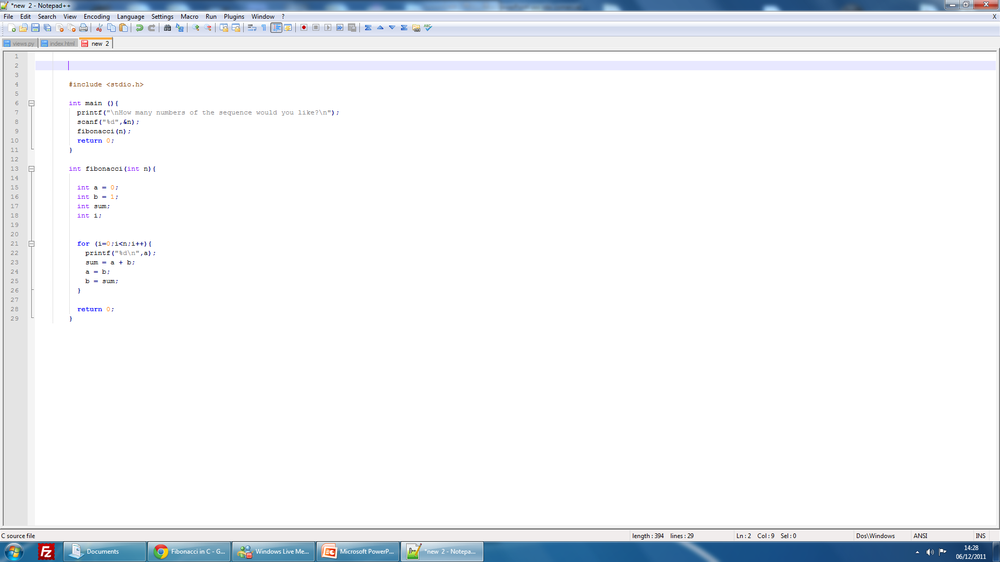 *new  2 - Notepad++
File Edit Search View Encoding Language Settings Macro Run Plugins Window ? X
views.py index.html new  2
1
2
3
4 #include <stdio.h>
5
6 int main (){
7 printf("\nHow many numbers of the sequence would you like?\n");
8 scanf("%d",&n);
9 fibonacci(n);
10 return 0;
11 }
12
13 int fibonacci(int n){
14
15 int a = 0;
16 int b = 1;
17 int sum;
18 int i;
19
20
21 for (i=0;i<n;i++){
22 printf("%d\n",a);
23 sum = a + b;
24 a = b;
25 b = sum;
26 }
27
28 return 0;
29 }
C source file length : 394 lines : 29 Ln : 2 Col : 9 Sel : 0 Dos\Windows ANSI INS
Documents Fibonacci in C - G... Windows Live Me... Microsoft PowerP... *new  2 - Notepa... 14:28
06/12/2011